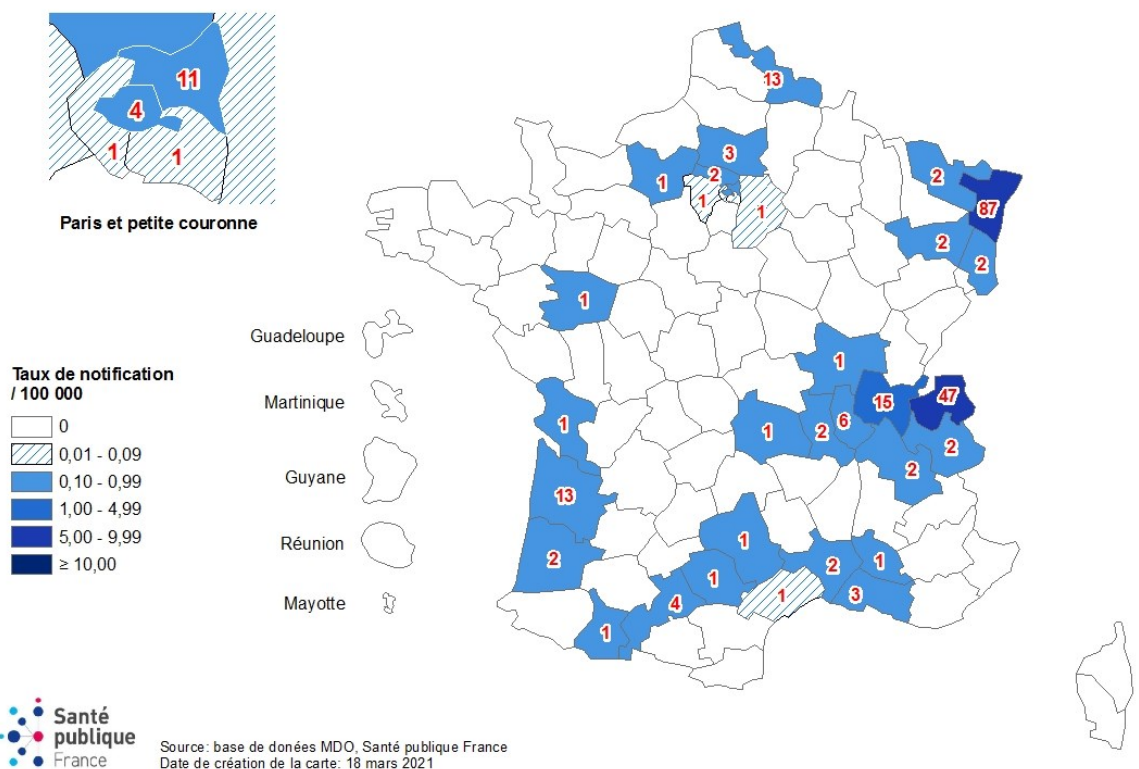 11
4
1
1
Paris et petite couronne
13
3
2
1
1
1
2
87
2
2
1
1
15
47
6
2
1
2
2
1
13
2
1
1
4
1
1
2
1
3
Guadeloupe
Martinique
Guyane
Réunion
Mayotte
Taux de notification
/ 100 000
0
0,01 - 0,09
0,10 - 0,99
1,00 - 4,99
5,00 - 9,99
≥ 10,00
Santé
publique
France
Source: base de donées MDO, Santé publique France
Date de création de la carte: 18 mars 2021